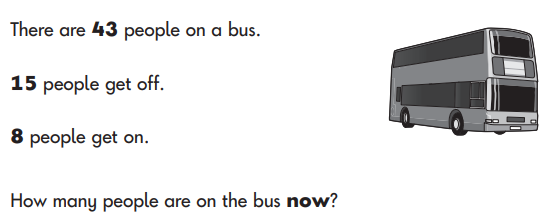 There are 43 people on a bus.
15 people get off.
8 people get on.
How many people are on the bus now?